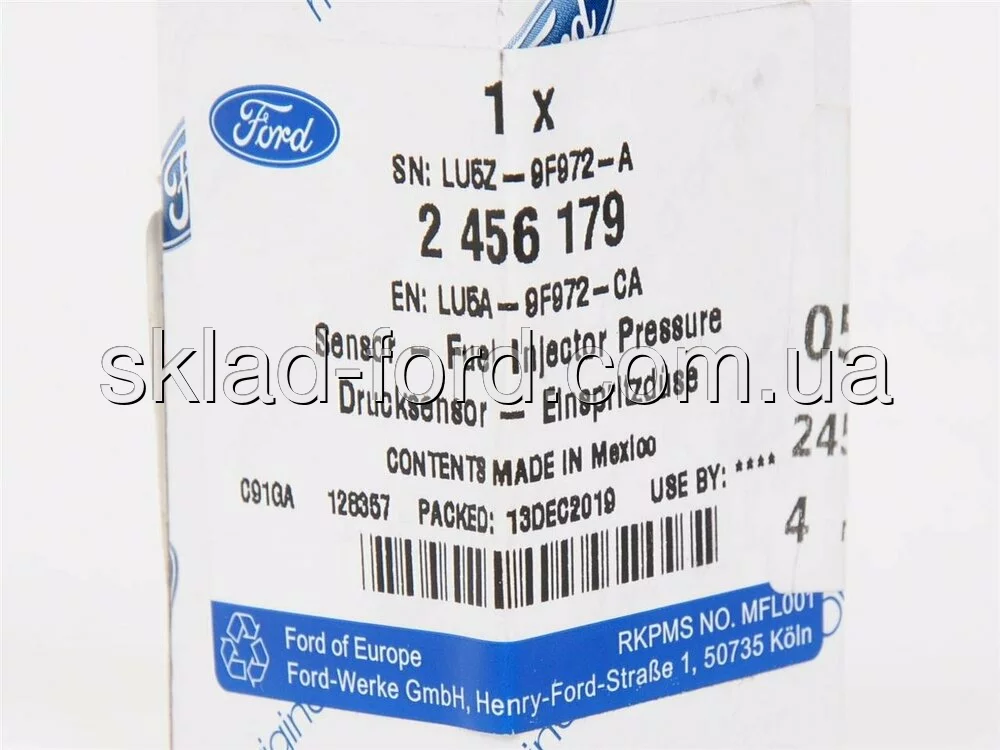 Ford
1 x
SN: LU5Z-9F972-A
2 456 179
EN: LU5A-9F972-CA
Sensor - Fuel Injector Pressure
sklad-ford.com.ua
Drucksensor - Einspritzdüse
CONTENTS MADE IN Mexico
C91GA 128357 PACKED: 13DEC2019 USE BY: ****
4
RKPMS NO. MFL001
Ford of Europe
Ford-Werke GmbH, Henry-Ford-Straße 1, 50735 Köln